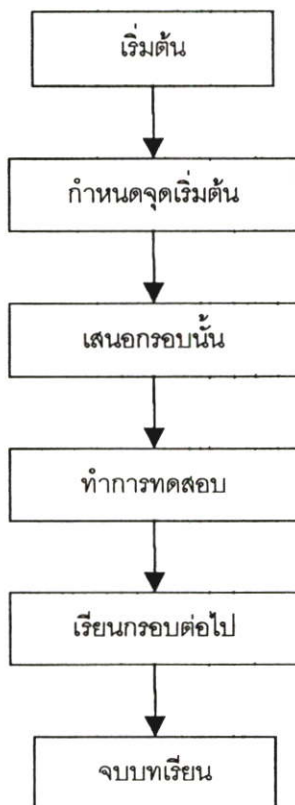 เริ่มต้น
กำหนดจุดเริ่มต้น
เสนอกรอบนั้น
ทำการทดสอบ
เรียนกรอบต่อไป
จบบทเรียน